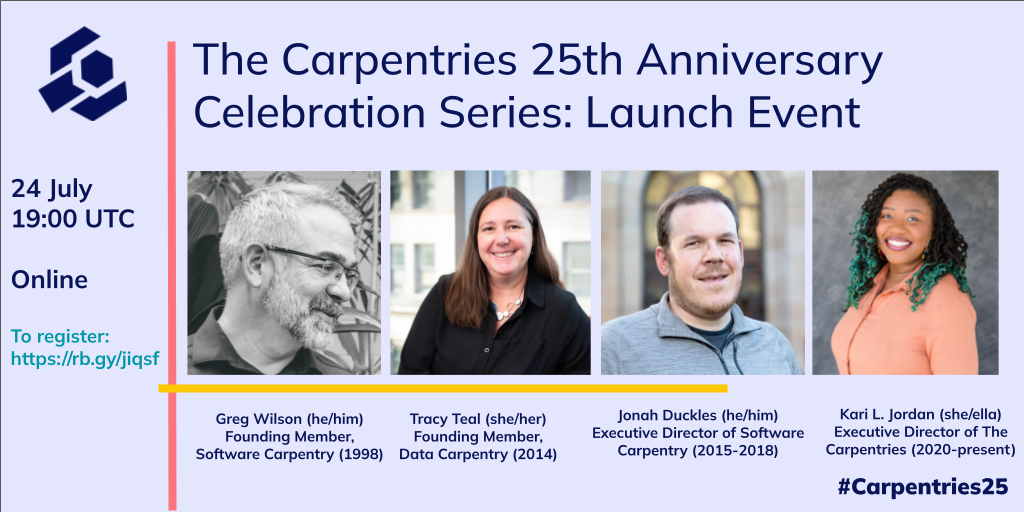 The Carpentries 25th Anniversary
Celebration Series: Launch Event
24 July
19:00 UTC
Online
To register:
https://rb.gy/jiqsf
Greg Wilson (he/him)
Founding Member,
Software Carpentry (1998)
Tracy Teal (she/her)
Founding Member,
Data Carpentry (2014)
Jonah Duckles (he/him)
Executive Director of Software
Carpentry (2015-2018)
Kari L. Jordan (she/ella)
Executive Director of The
Carpentries (2020-present)
#Carpentries25